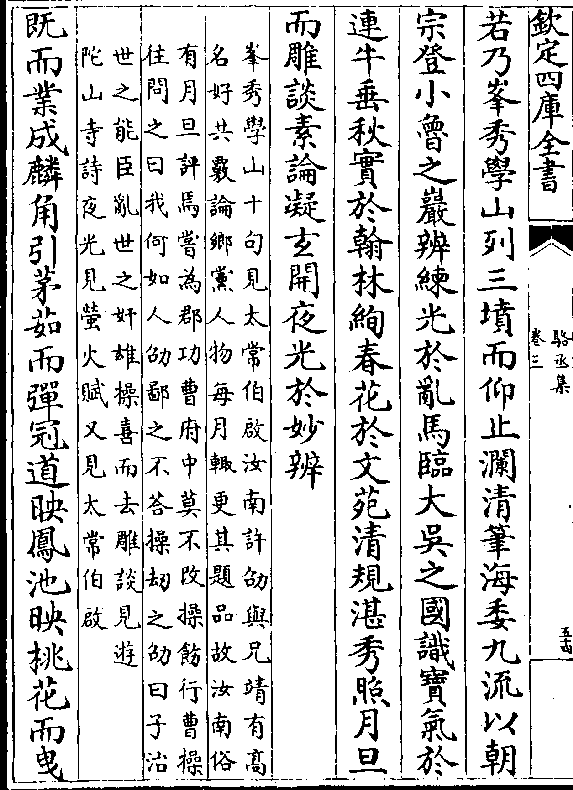 欽定四庫全書
駱丞集
卷三
若乃峯秀學山列三墳而仰止瀾清筆海委九流以朝
宗登小魯之巖辨練光於亂馬臨大吳之國識寶氣於
連牛垂秋實於翰林絢春花於文苑清規湛秀照月旦
而雕談素論凝玄開夜光於妙辨
峯秀學山十句見太常伯啟汝南許劭與兄靖有高
名好共覈論鄉黨人物每月輒更其題品故汝南俗
有月旦評焉嘗為郡功曹府中莫不改操飭行曹操
往問之曰我何如人劭鄙之不荅操刼之劭曰子治
世之能臣亂世之奸雄操喜而去雕談見遊
陀山寺詩夜光見螢火賦又見太常伯啟
既而業成麟角引茅茹而彈冠道映鳳池映桃花而曳